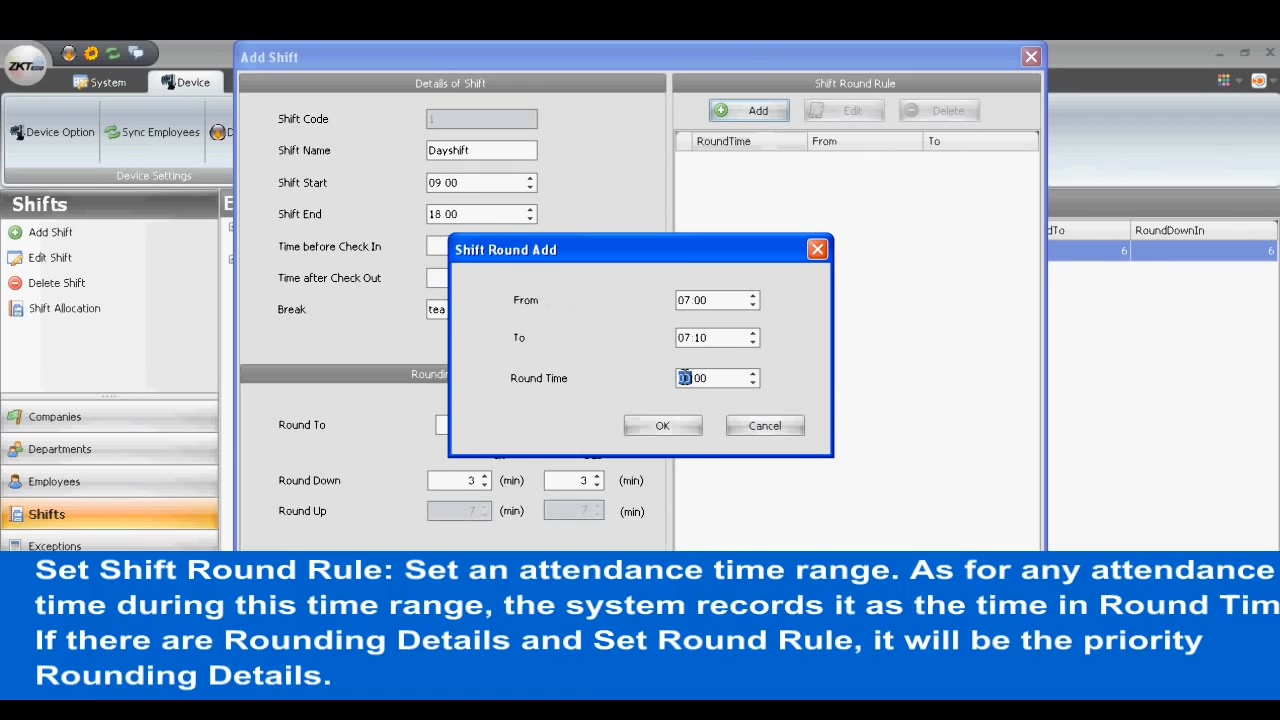 ZKTeco
System
Device
Device Option
Sync Employees
D
Device Settings
Shifts
Add Shift
Edit Shift
Delete Shift
Shift Allocation
Companies
Departments
Employees
Shifts
Exceptions
Add Shift
Details of Shift
Shift Code
1
Shift Name
Dayshift
Shift Start
09:00
Shift End
18:00
Time before Check In
Time after Check Out
Break
tea
Round To
Round Down
3
(min)
3
(min)
Round Up
7
(min)
7
(min)
Shift Round Rule
Add
Edit
Delete
RoundTime
From
To
Shift Round Add
From
07:00
To
07:10
Round Time
:00
OK
Cancel
dTo
RoundDownIn
6
6
Set Shift Round Rule: Set an attendance time range. As for any attendance
time during this time range, the system records it as the time in Round Tim
If there are Rounding Details and Set Round Rule, it will be the priority
Rounding Details.